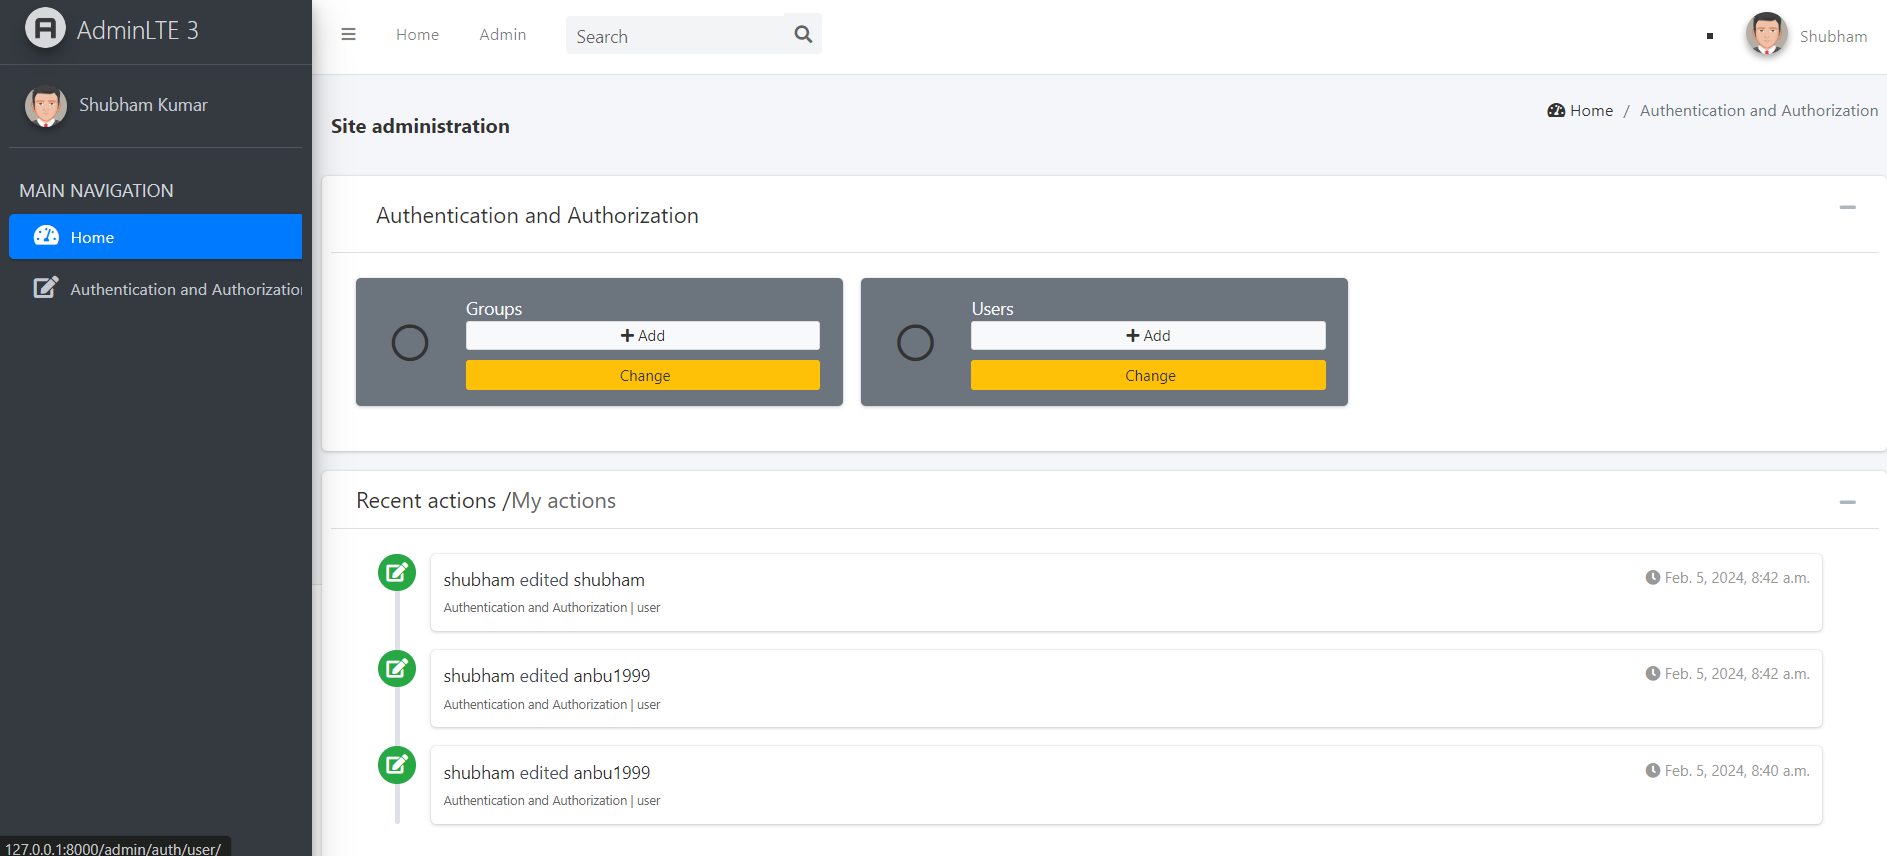 AdminLTE 3
Home
Admin
Search
Shubham
Shubham Kumar
Site administration
Home / Authentication and Authorization
MAIN NAVIGATION
Home
Authentication and Authorization
Authentication and Authorization
Groups
Add
Change
Users
Add
Change
Recent actions /My actions
shubham edited shubham
Feb. 5, 2024, 8:42 a.m.
Authentication and Authorization | user
shubham edited anbu1999
Feb. 5, 2024, 8:42 a.m.
Authentication and Authorization | user
shubham edited anbu1999
Feb. 5, 2024, 8:40 a.m.
Authentication and Authorization | user
127.0.0.1:8000/admin/auth/user/